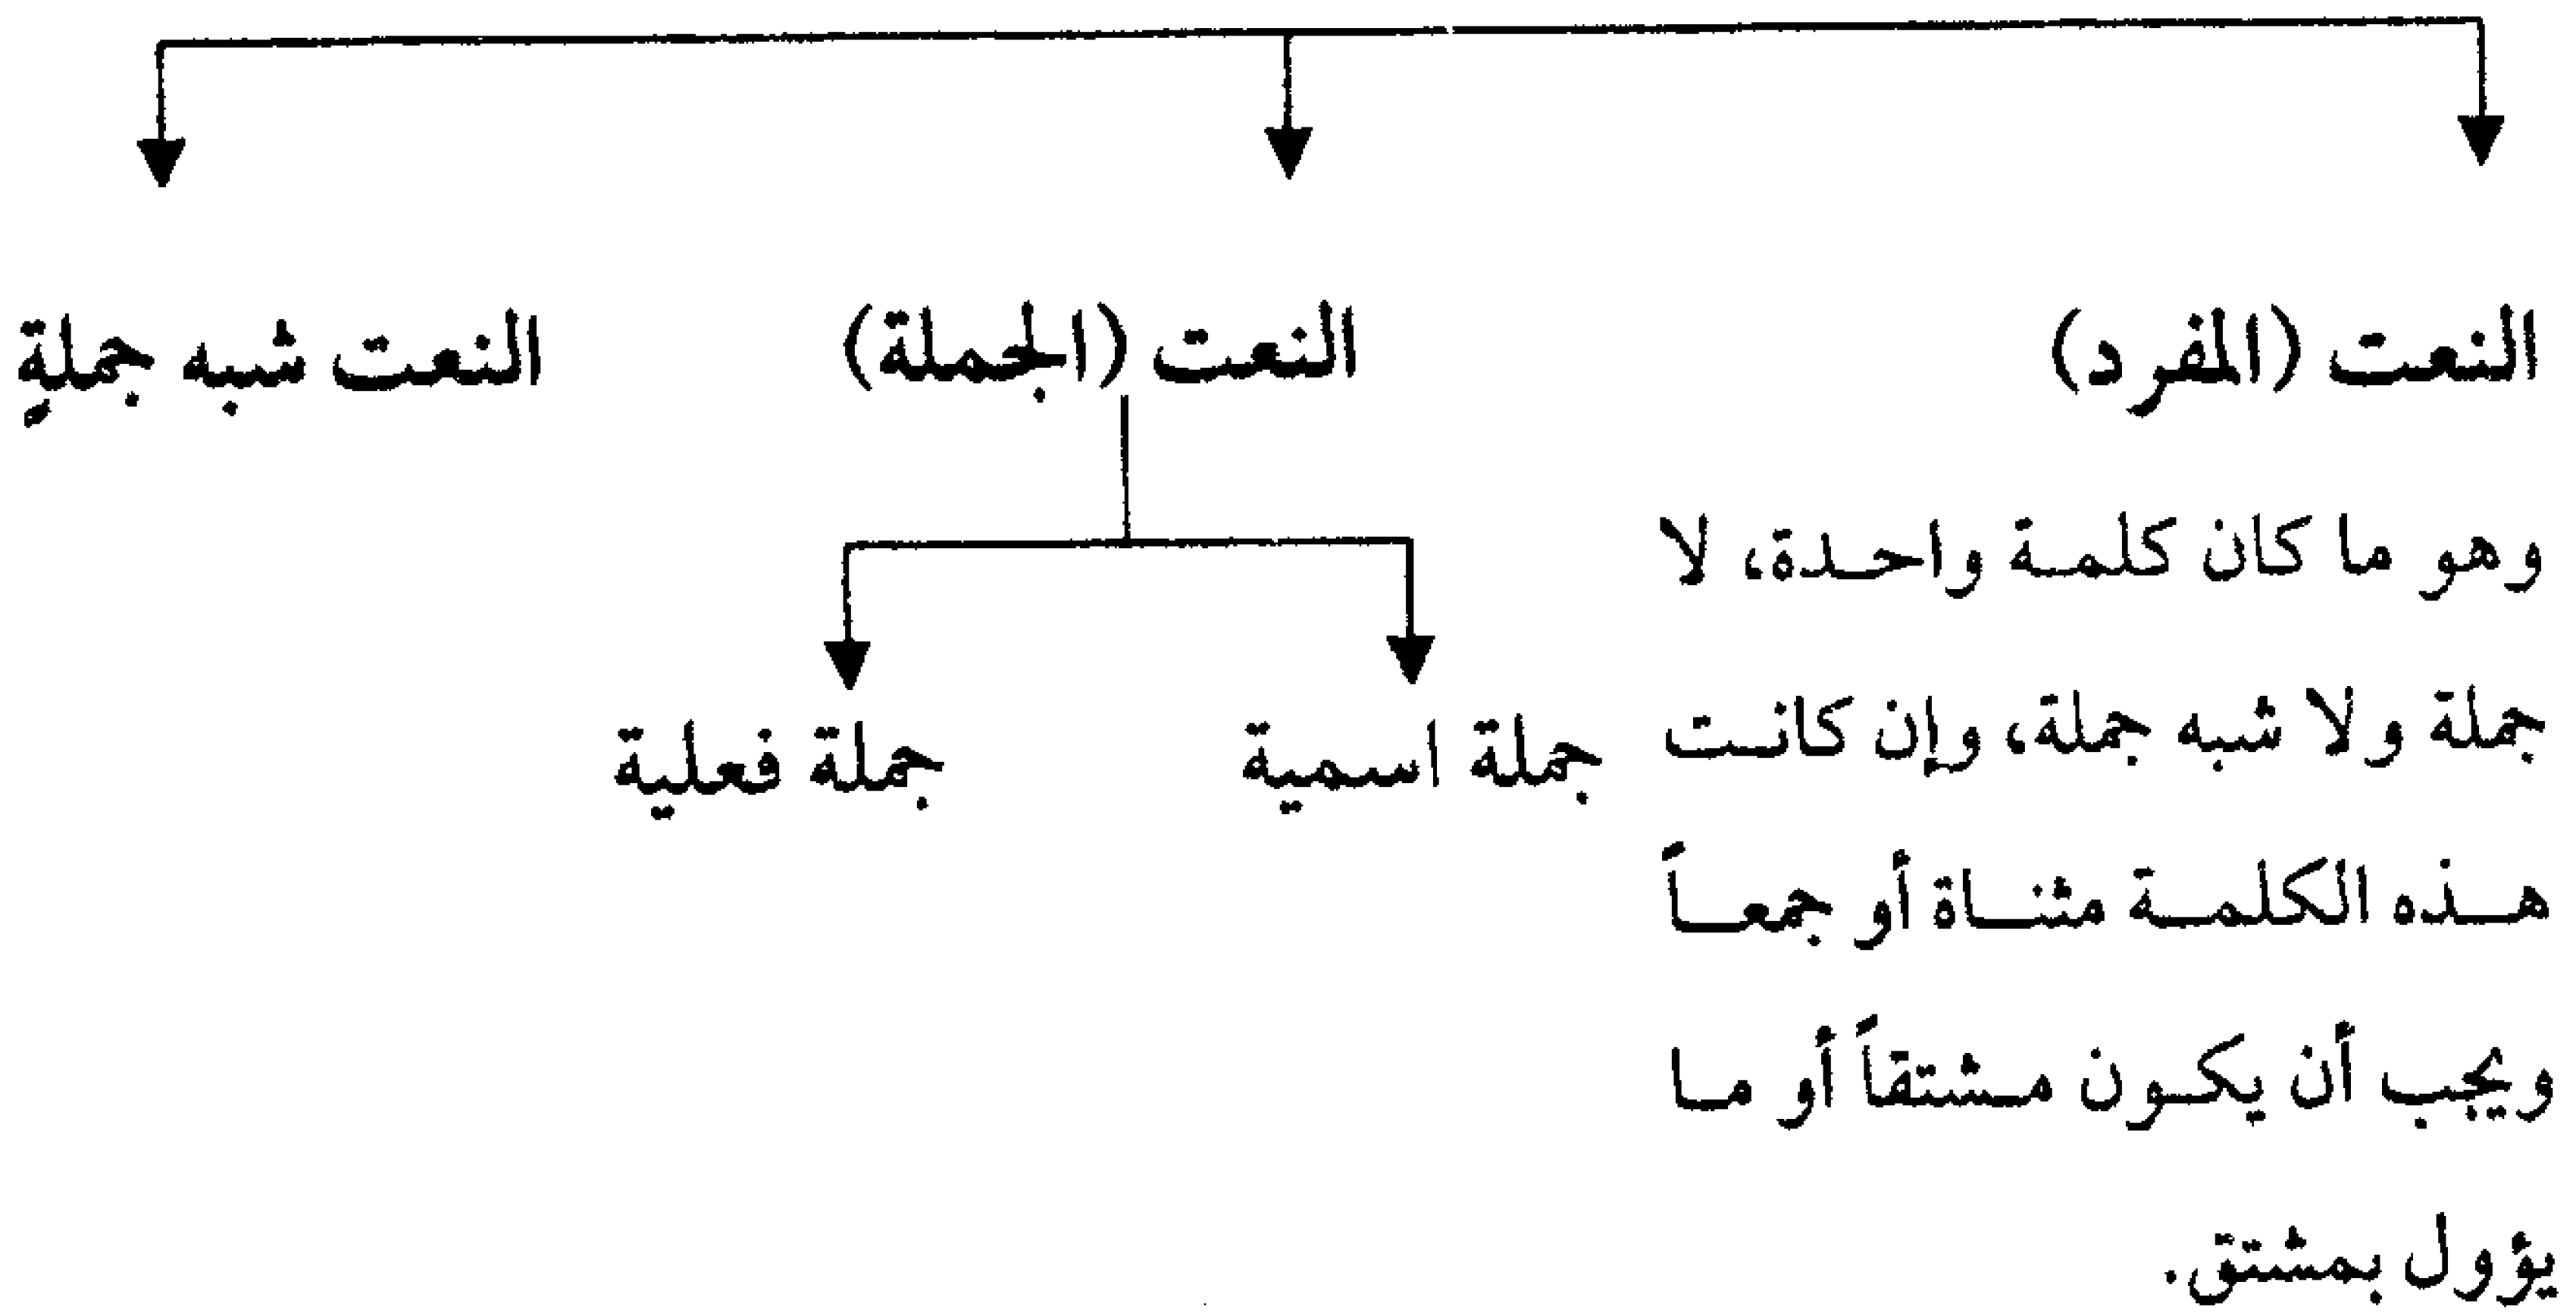 النعت (المفرد)
النعت (الجملة)
النعت شبه جملةٍ
وهو ما كان كلمة واحدة، لا
جملة ولا شبه جملة، وإن كانت
هذه الكلمة مثناة أو جمعاً
ويجب أن يكون مشتقاً أو ما
يؤول بمشتق.
جملة اسمية
جملة فعلية